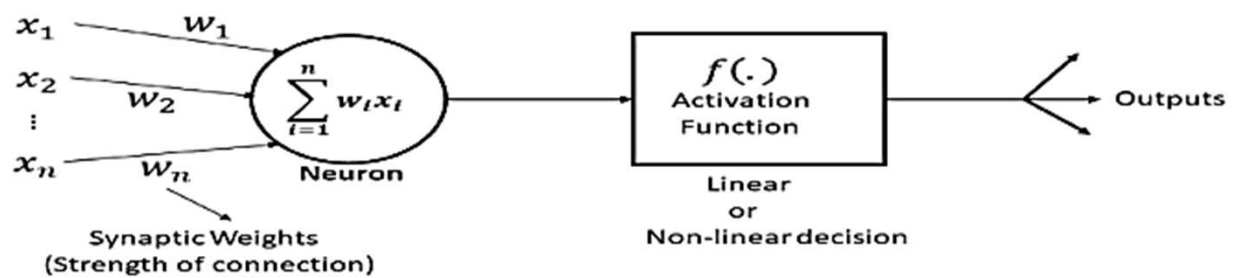 x₁
w₁
x₂
w₂
⋮
xₙ
wₙ
n
∑ wᵢxᵢ
i=1
Neuron
Synaptic Weights
(Strength of connection)
f(.)
Activation
Function
Linear
or
Non-linear decision
Outputs